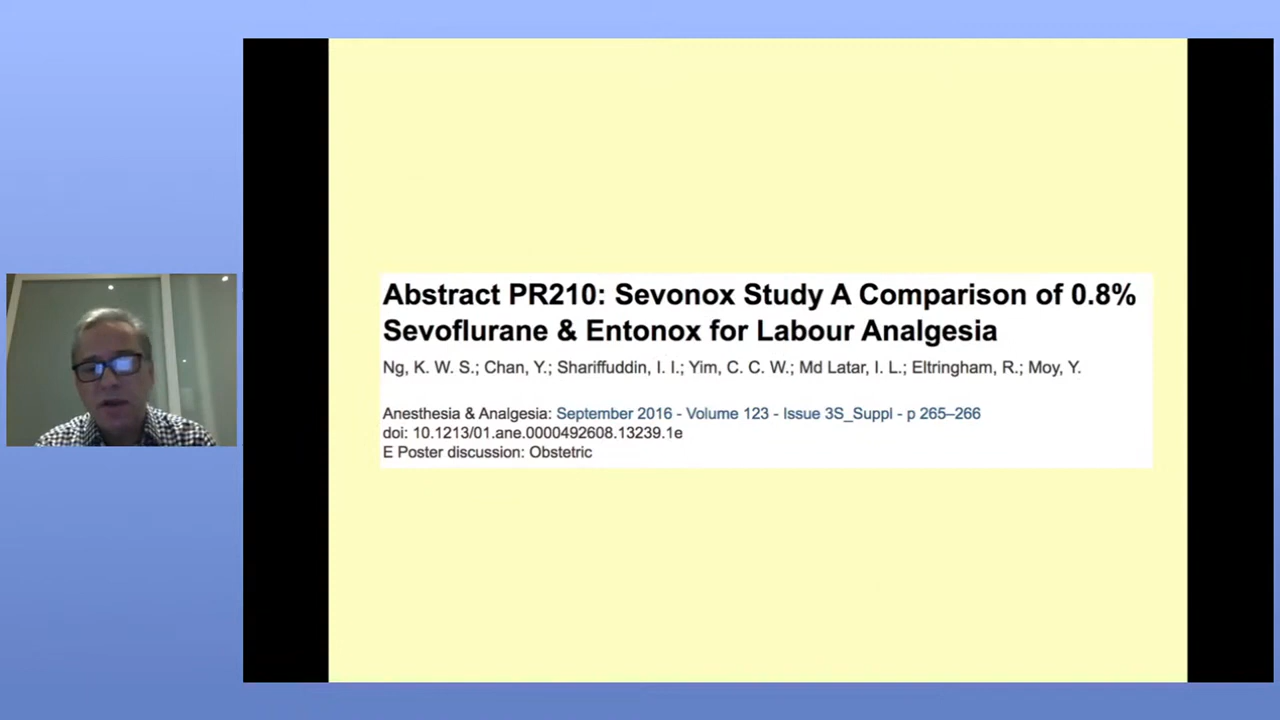 Abstract PR210: Sevonox Study A Comparison of 0.8%
Sevoflurane & Entonox for Labour Analgesia
Ng, K. W. S.; Chan, Y.; Shariffuddin, I. I.; Yim, C. C. W.; Md Latar, I. L.; Eltringham, R.; Moy, Y.
Anesthesia & Analgesia: September 2016 - Volume 123 - Issue 3S_Suppl - p 265–266
doi: 10.1213/01.ane.0000492608.13239.1e
E Poster discussion: Obstetric